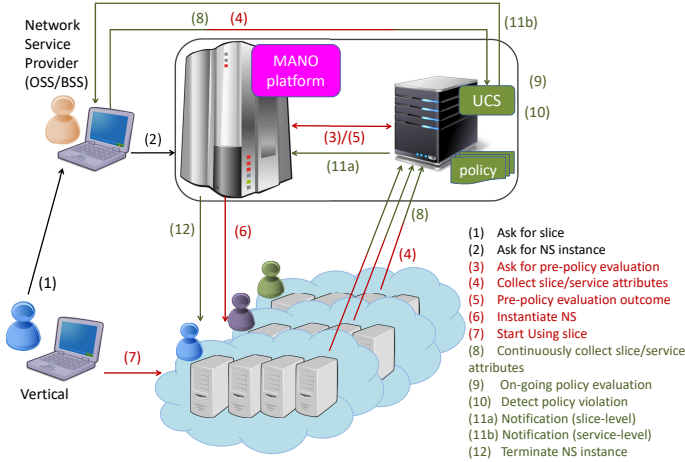 Network
Service
Provider
(OSS/BSS)
(8)
(4)
(11b)
MANO
platform
UCS
(9)
(10)
(2)
(3)/(5)
(11a)
policy
(12)
(6)
(8)
(4)
(1)
(7)
Vertical
(1) Ask for slice
(2) Ask for NS instance
(3) Ask for pre-policy evaluation
(4) Collect slice/service attributes
(5) Pre-policy evaluation outcome
(6) Instantiate NS
(7) Start Using slice
(8) Continuously collect slice/service
attributes
(9) On-going policy evaluation
(10) Detect policy violation
(11a) Notification (slice-level)
(11b) Notification (service-level)
(12) Terminate NS instance